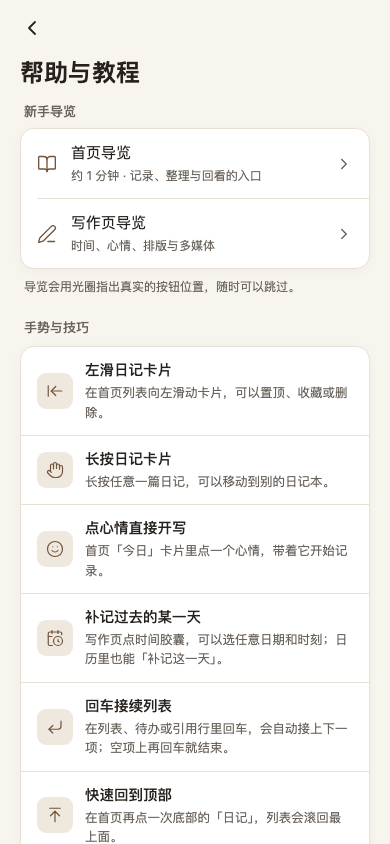 帮助与教程
新手导览
首页导览
约 1 分钟 · 记录、整理与回看的入口
写作页导览
时间、心情、排版与多媒体
导览会用光圈指出真实的按钮位置，随时可以跳过。
手势与技巧
左滑日记卡片
在首页列表向左滑动卡片，可以置顶、收藏或删
除。
长按日记卡片
长按任意一篇日记，可以移动到别的日记本。
点心情直接开写
首页「今日」卡片里点一个心情，带着它开始记
录。
补记过去的某一天
写作页点时间胶囊，可以选任意日期和时刻；日
历里也能「补记这一天」。
回车接续列表
在列表、待办或引用行里回车，会自动接上下一
项；空项上再回车就结束。
快速回到顶部
在首页再点一次底部的「日记」，列表会滚回最
上面。